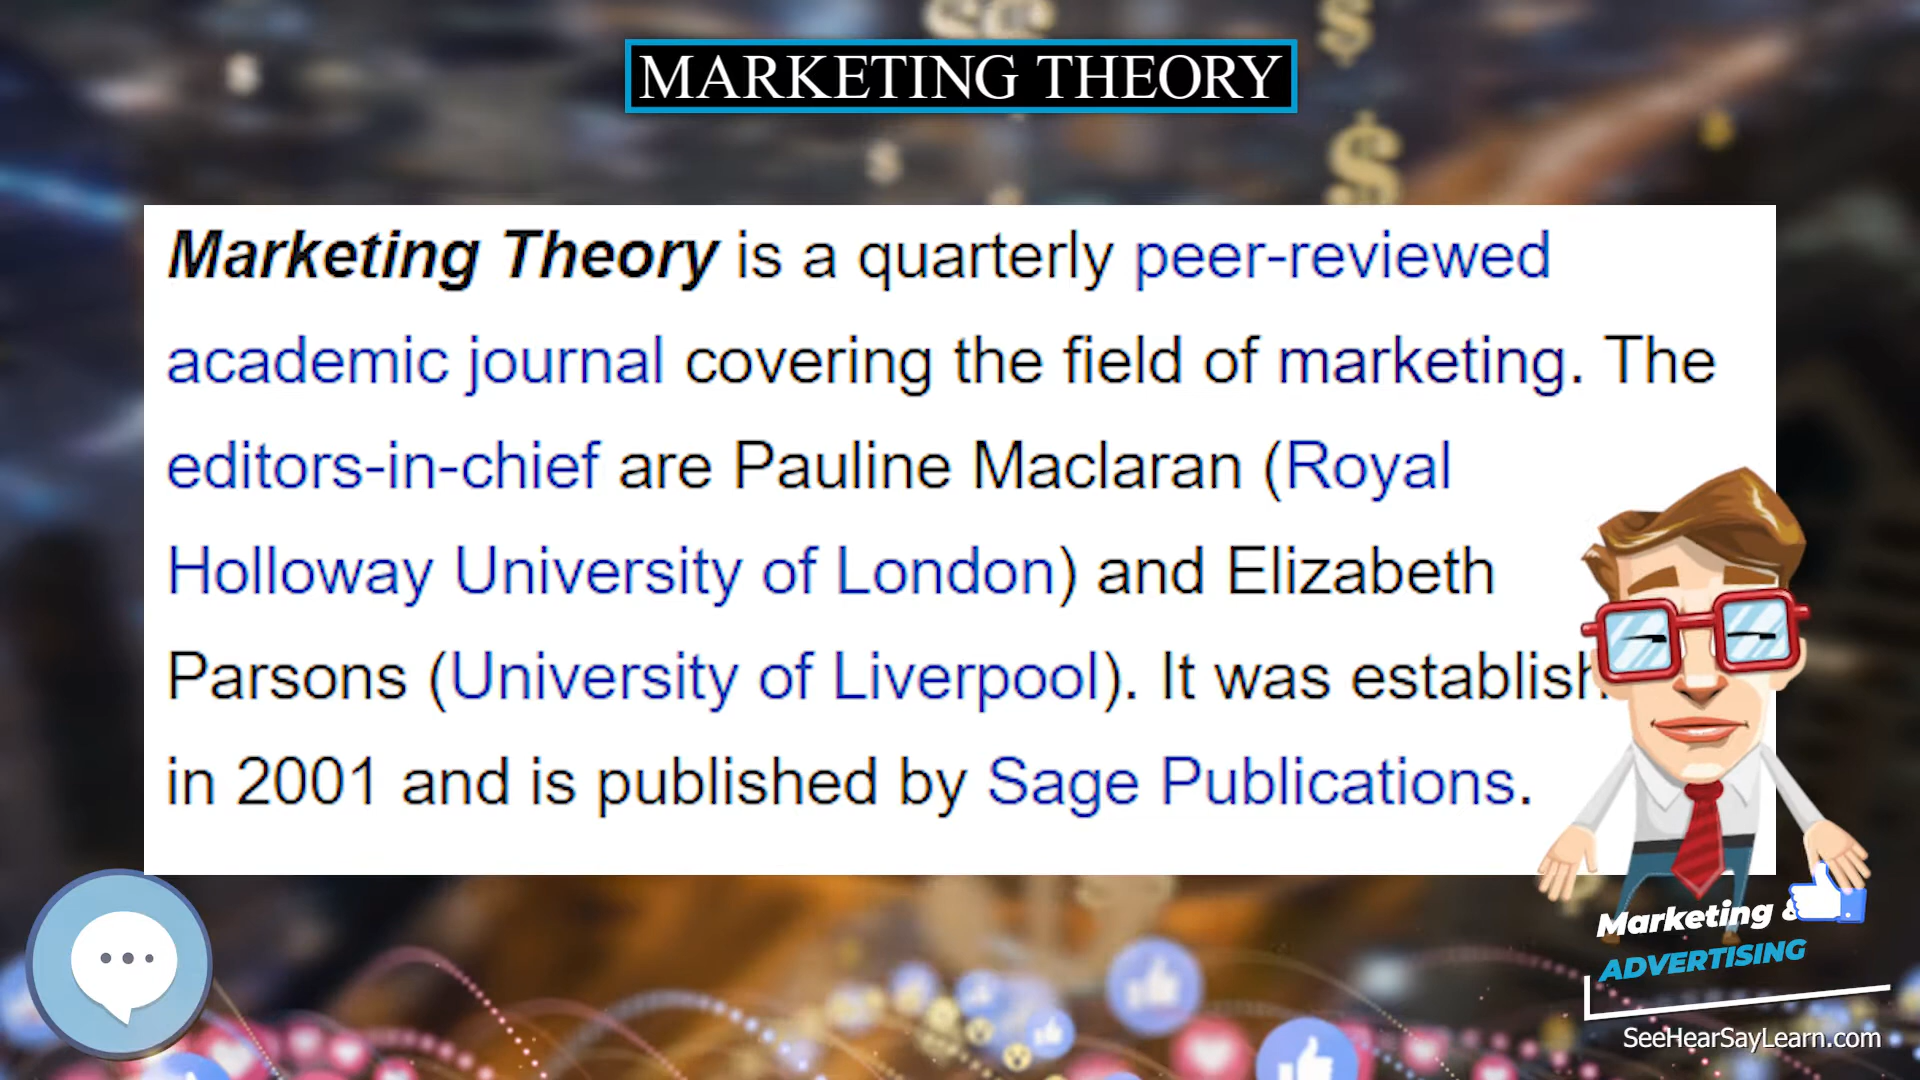 MARKETING THEORY
Marketing Theory is a quarterly peer-reviewed
academic journal covering the field of marketing. The
editors-in-chief are Pauline Maclaran (Royal
Holloway University of London) and Elizabeth
Parsons (University of Liverpool). It was establish
in 2001 and is published by Sage Publications.
Marketing &
ADVERTISING
SeeHearSayLearn.com